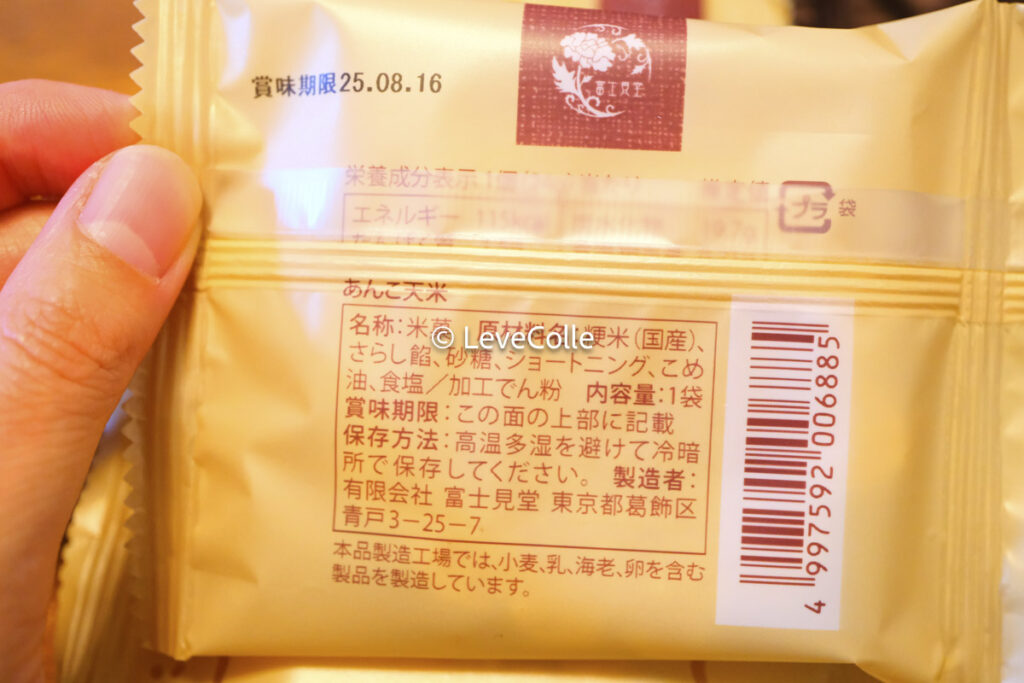 賞味期限25.08.16
富士見堂
栄養成分表示 1個
エネルギー
プラ
袋
あんこ天米
名称：米菓 原材料名：粳米（国産）、
さらし餡、砂糖、ショートニング、こめ
油、食塩／加工でん粉 内容量：1袋
賞味期限：この面の上部に記載
保存方法：高温多湿を避けて冷暗
所で保存してください。 製造者：
有限会社 富士見堂 東京都葛飾区
青戸3−25−7
本品製造工場では、小麦、乳、海老、卵を含む
製品を製造しています。
4 997592 006885
© LeveColle